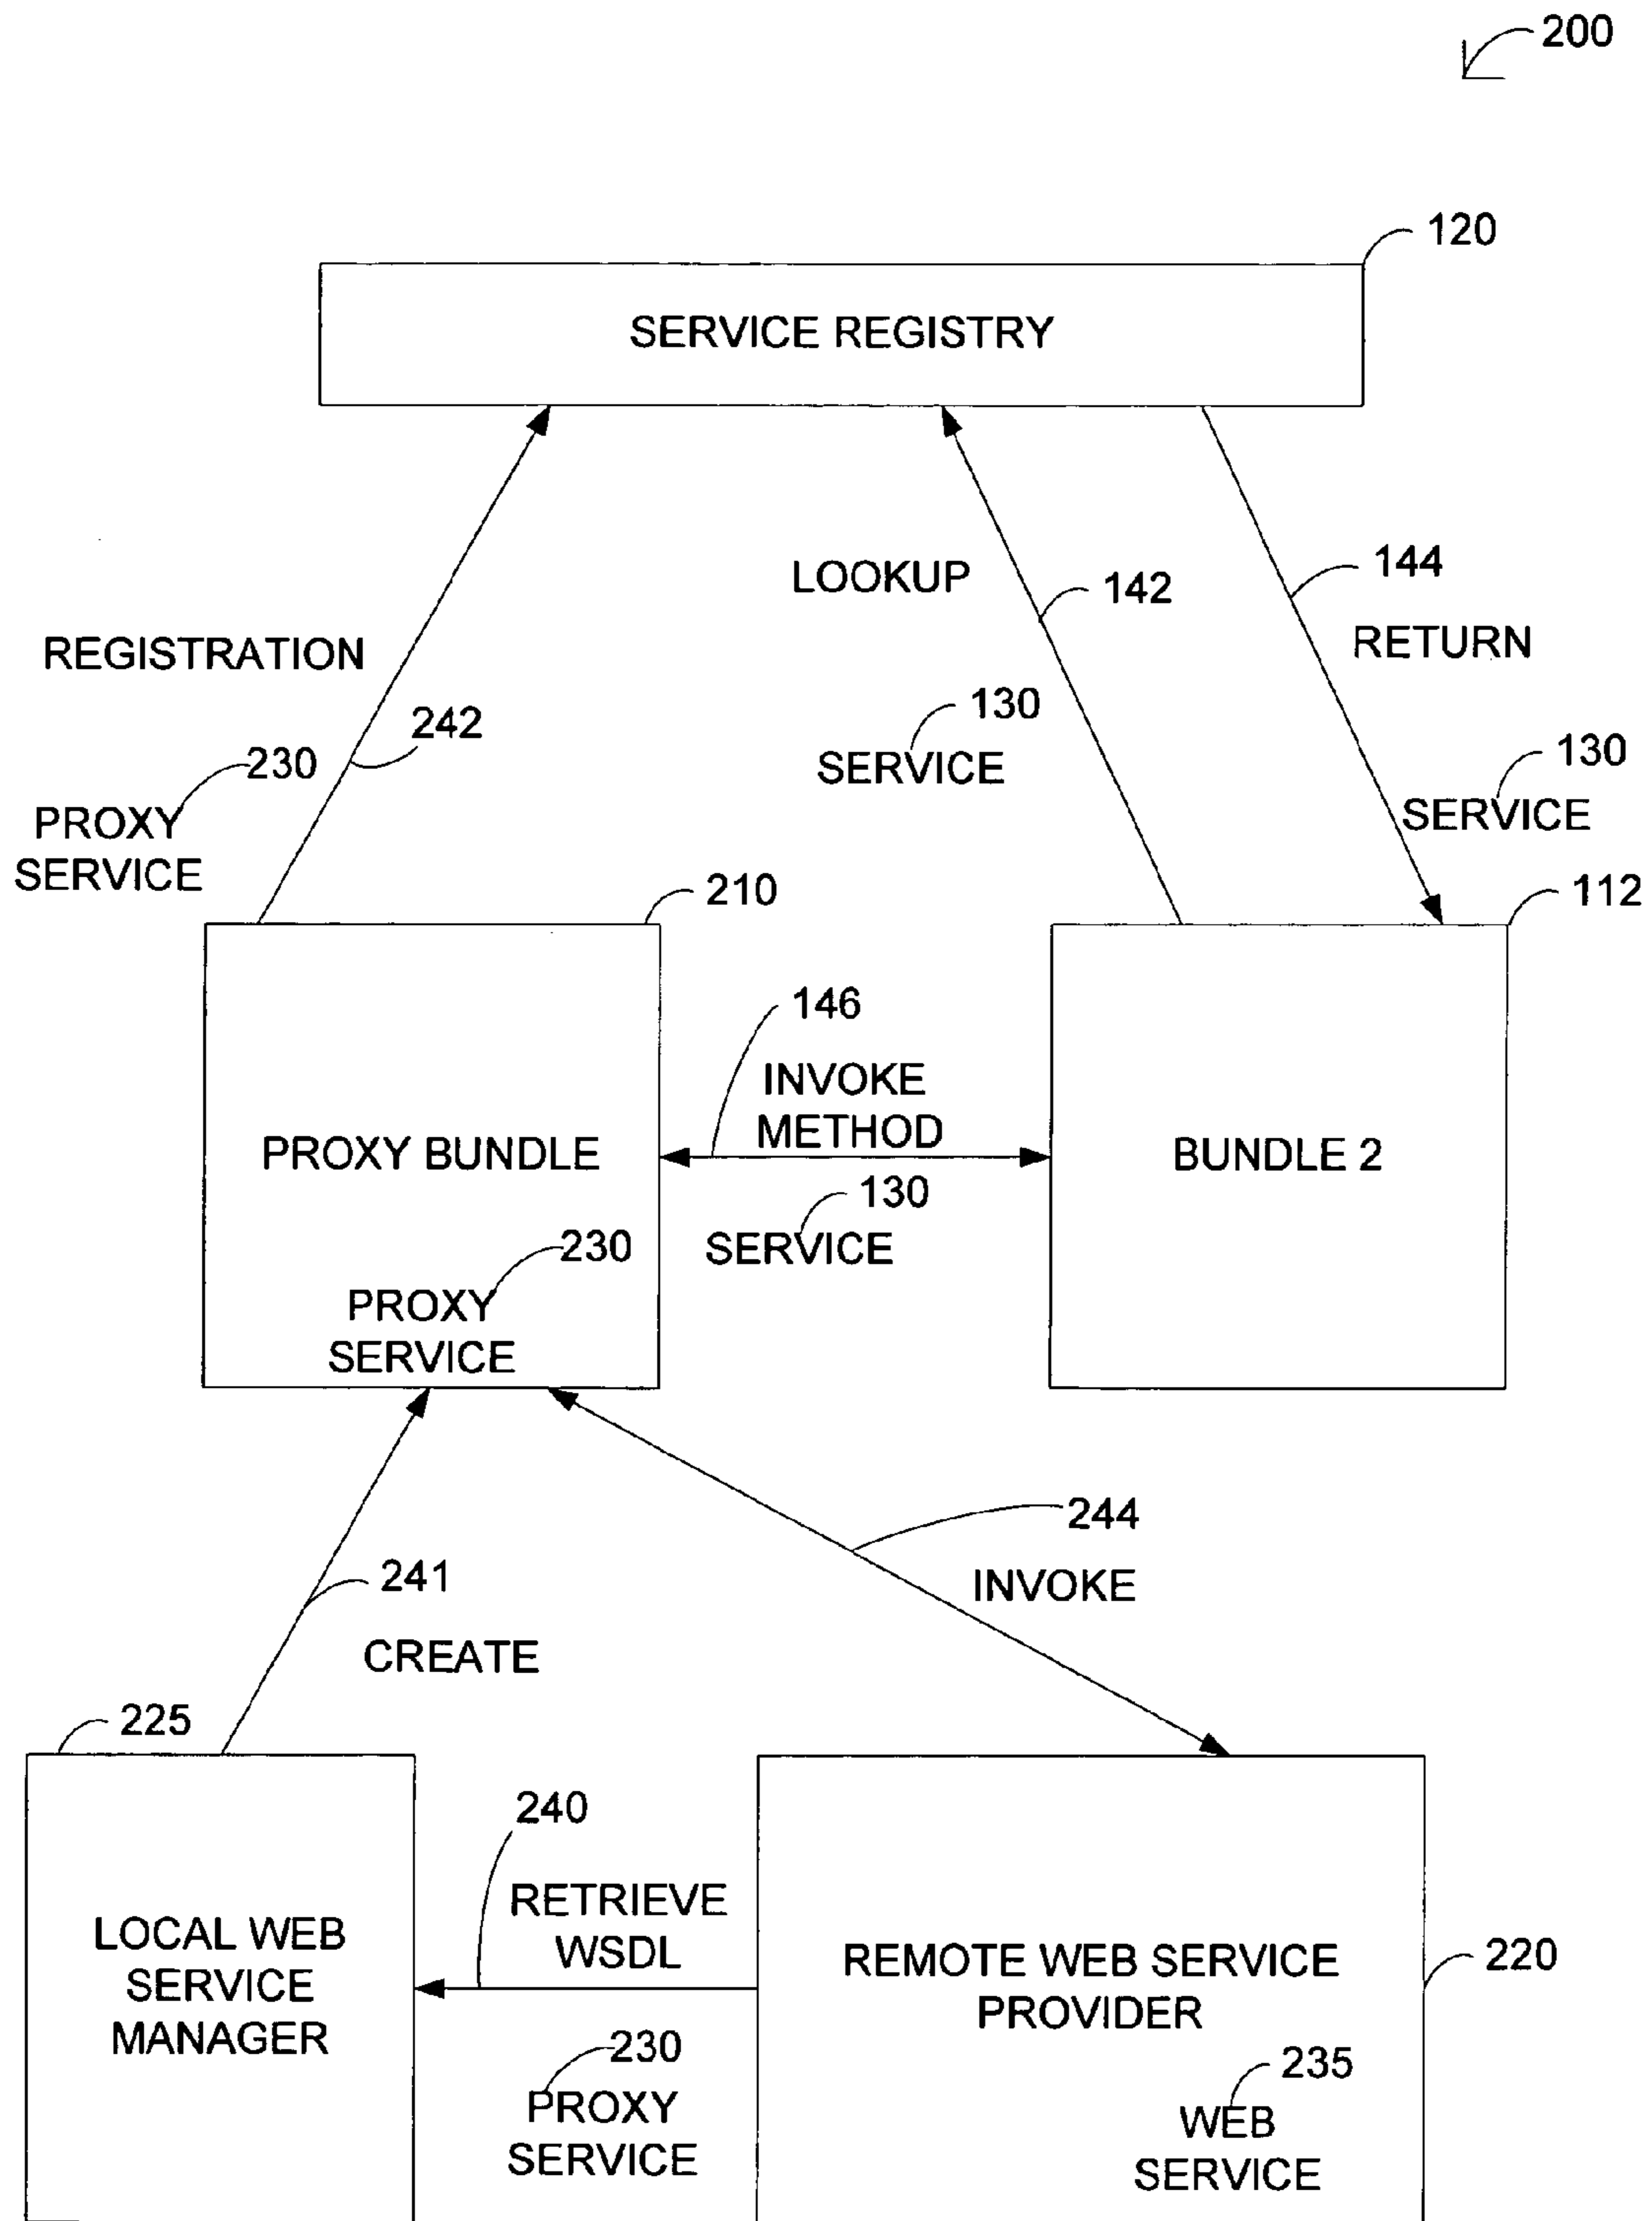 200
120
SERVICE REGISTRY
LOOKUP
142
144
RETURN
REGISTRATION
242
130
SERVICE
230
PROXY
SERVICE
130
SERVICE
210
112
146
INVOKE
METHOD
PROXY BUNDLE
BUNDLE 2
130
SERVICE
230
PROXY
SERVICE
244
INVOKE
241
CREATE
225
240
RETRIEVE
WSDL
LOCAL WEB
SERVICE
MANAGER
REMOTE WEB SERVICE
PROVIDER
220
230
PROXY
SERVICE
235
WEB
SERVICE